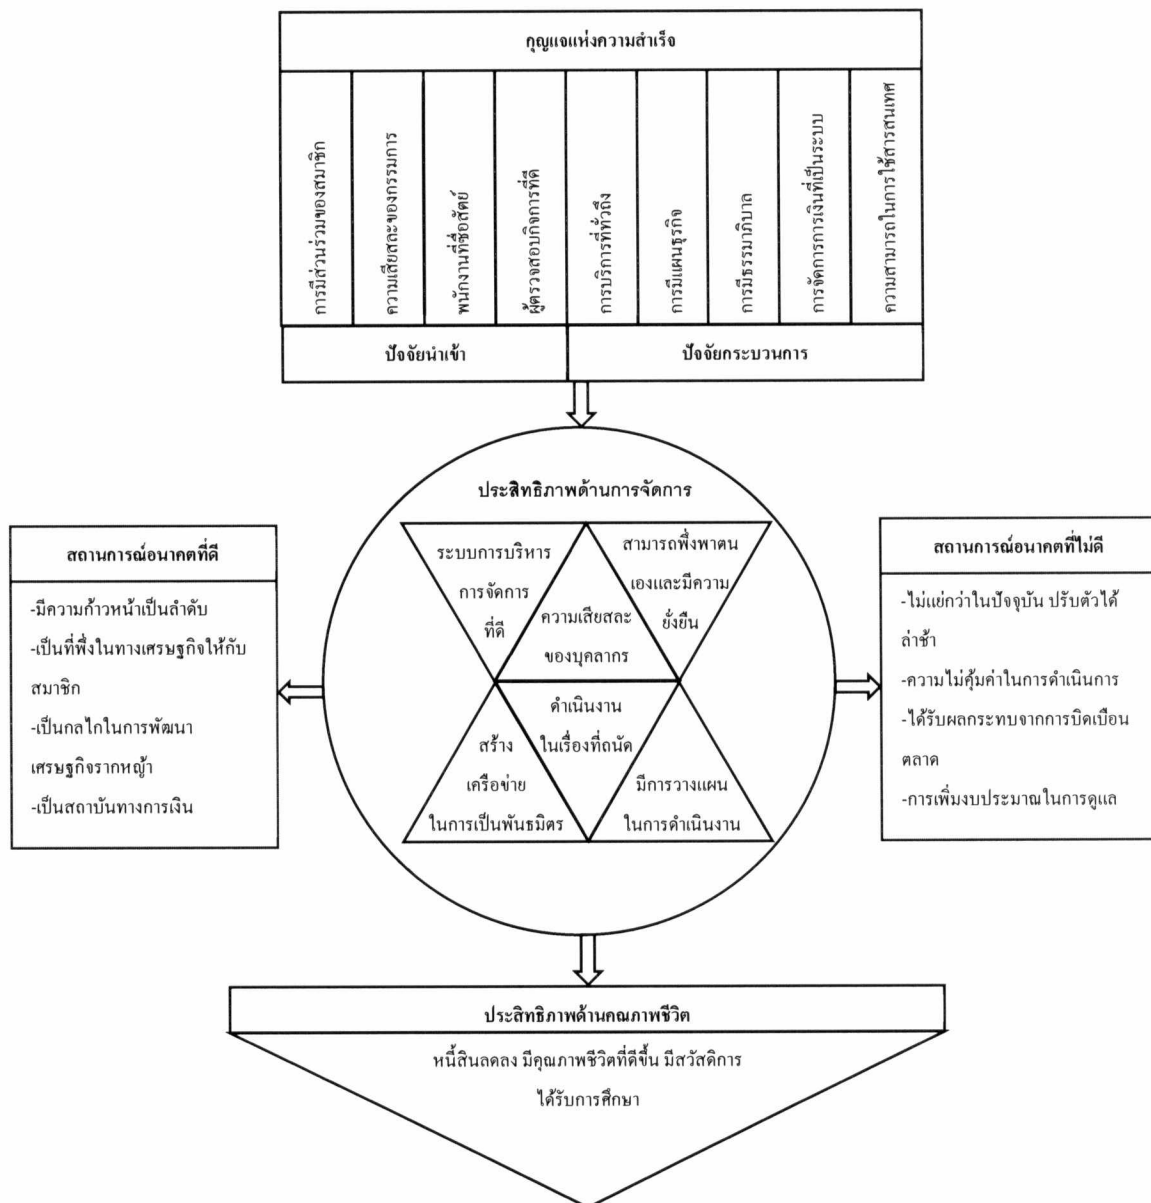 กุญแจแห่งความสำเร็จ
การมีส่วนร่วมของสมาชิก
ความเสียสละของกรรมการ
พนักงานที่ซื่อสัตย์
ผู้ตรวจสอบกิจการที่ดี
การบริการที่ทั่วถึง
การมีแผนธุรกิจ
การมีธรรมาภิบาล
การจัดการการเงินที่เป็นระบบ
ความสามารถในการใช้สารสนเทศ
ปัจจัยนำเข้า
ปัจจัยกระบวนการ
ประสิทธิภาพด้านการจัดการ
ระบบการบริหาร
การจัดการ
ที่ดี
ความเสียสละ
ของบุคลากร
สามารถพึ่งพาตน
เองและมีความ
ยั่งยืน
สร้าง
เครือข่าย
ในการเป็นพันธมิตร
ดำเนินงาน
ในเรื่องที่ถนัด
มีการวางแผน
ในการดำเนินงาน
สถานการณ์อนาคตที่ดี
-มีความก้าวหน้าเป็นลำดับ
-เป็นที่พึ่งในทางเศรษฐกิจให้กับ
สมาชิก
-เป็นกลไกในการพัฒนา
เศรษฐกิจรากหญ้า
-เป็นสถาบันทางการเงิน
สถานการณ์อนาคตที่ไม่ดี
-ไม่แย่กว่าในปัจจุบัน ปรับตัวได้
ล่าช้า
-ความไม่คุ้มค่าในการดำเนินการ
-ได้รับผลกระทบจากการบิดเบือน
ตลาด
-การเพิ่มงบประมาณในการดูแล
ประสิทธิภาพด้านคุณภาพชีวิต
หนี้สินลดลง มีคุณภาพชีวิตที่ดีขึ้น มีสวัสดิการ
ได้รับการศึกษา